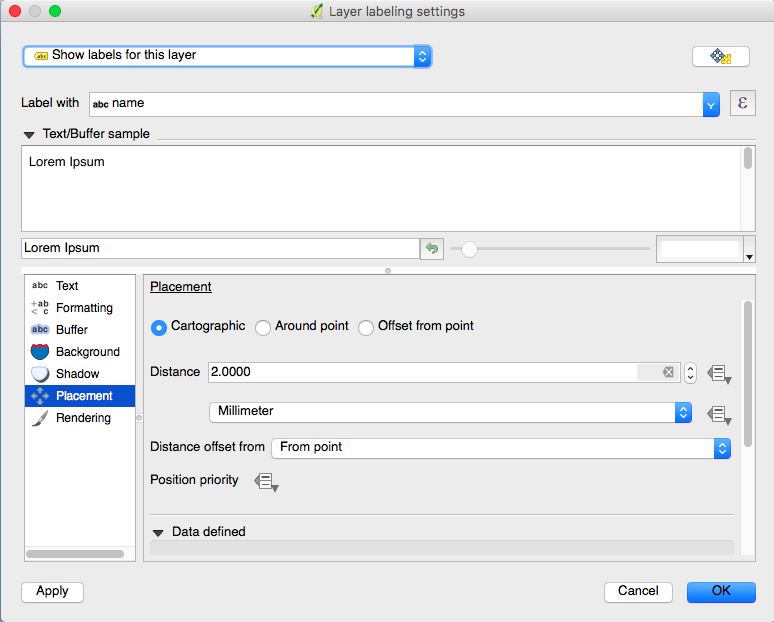 Layer labeling settings
abc Show labels for this layer
Label with abc name ε
Text/Buffer sample
Lorem Ipsum
Lorem Ipsum
abc Text
+ab < c Formatting
abc Buffer
Background
Shadow
Placement
Rendering
Placement
Cartographic Around point Offset from point
Distance 2.0000
Millimeter
Distance offset from From point
Position priority
Data defined
Apply Cancel OK